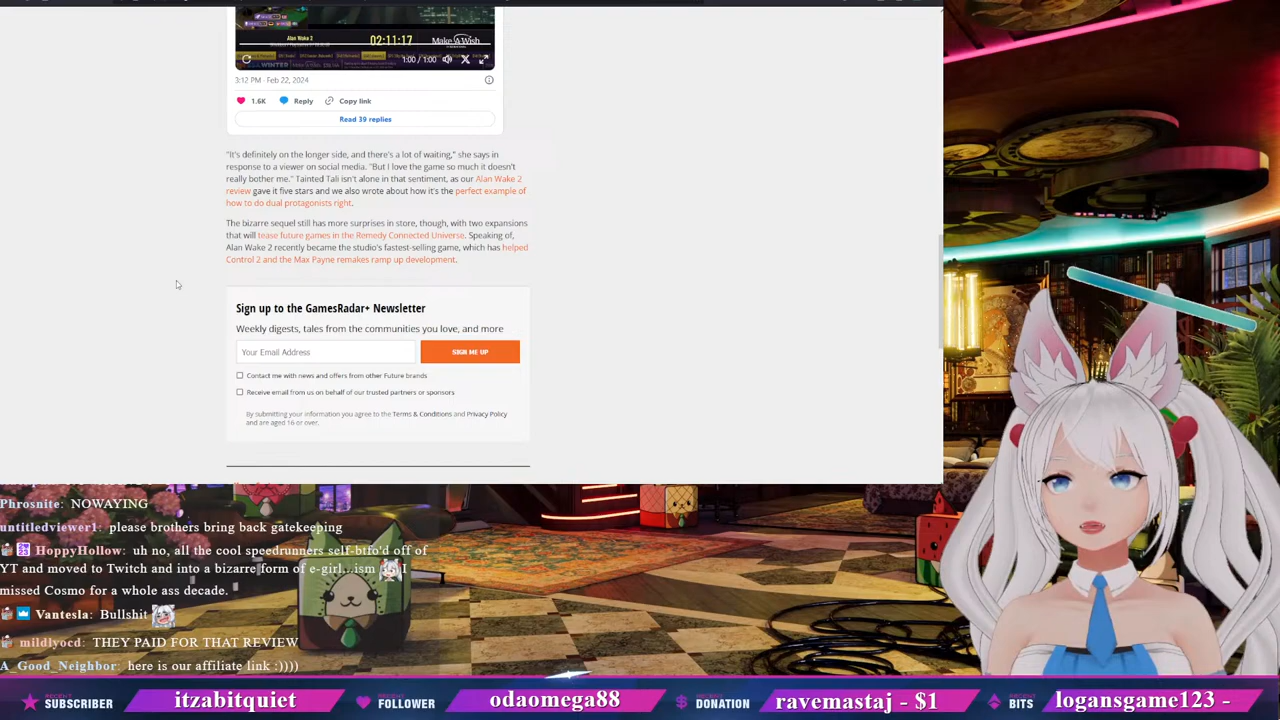 Alan Wake 2
02:11:17
Make A Wish
1:00 / 1:00
3:12 PM · Feb 22, 2024
1.6K Reply Copy link
Read 39 replies
"It's definitely on the longer side, and there's a lot of waiting," she says in
response to a viewer on social media. "But I love the game so much it doesn't
really bother me." Tainted Tali isn't alone in that sentiment, as our Alan Wake 2
review gave it five stars and we also wrote about how it's the perfect example of
how to do dual protagonists right.
The bizarre sequel still has more surprises in store, though, with two expansions
that will tease future games in the Remedy Connected Universe. Speaking of,
Alan Wake 2 recently became the studio's fastest-selling game, which has helped
Control 2 and the Max Payne remakes ramp up development.
Sign up to the GamesRadar+ Newsletter
Weekly digests, tales from the communities you love, and more
Your Email Address SIGN ME UP
Contact me with news and offers from other Future brands
Receive email from us on behalf of our trusted partners or sponsors
By submitting your information you agree to the Terms & Conditions and Privacy Policy
and are aged 16 or over.
Phrosnite: NOWAYING
untitledviewer1: please brothers bring back gatekeeping
HoppyHollow: uh no, all the cool speedrunners self-btfo'd off of
YT and moved to Twitch and into a bizarre form of e-girl...ism I
missed Cosmo for a whole ass decade.
Vantesla: Bullshit
mildlyocd: THEY PAID FOR THAT REVIEW
A_Good_Neighbor: here is our affiliate link :))))
RECENT SUBSCRIBER itzabitquiet RECENT FOLLOWER odaomega88 RECENT DONATION ravemastaj - $1 RECENT BITS logansgame123 -